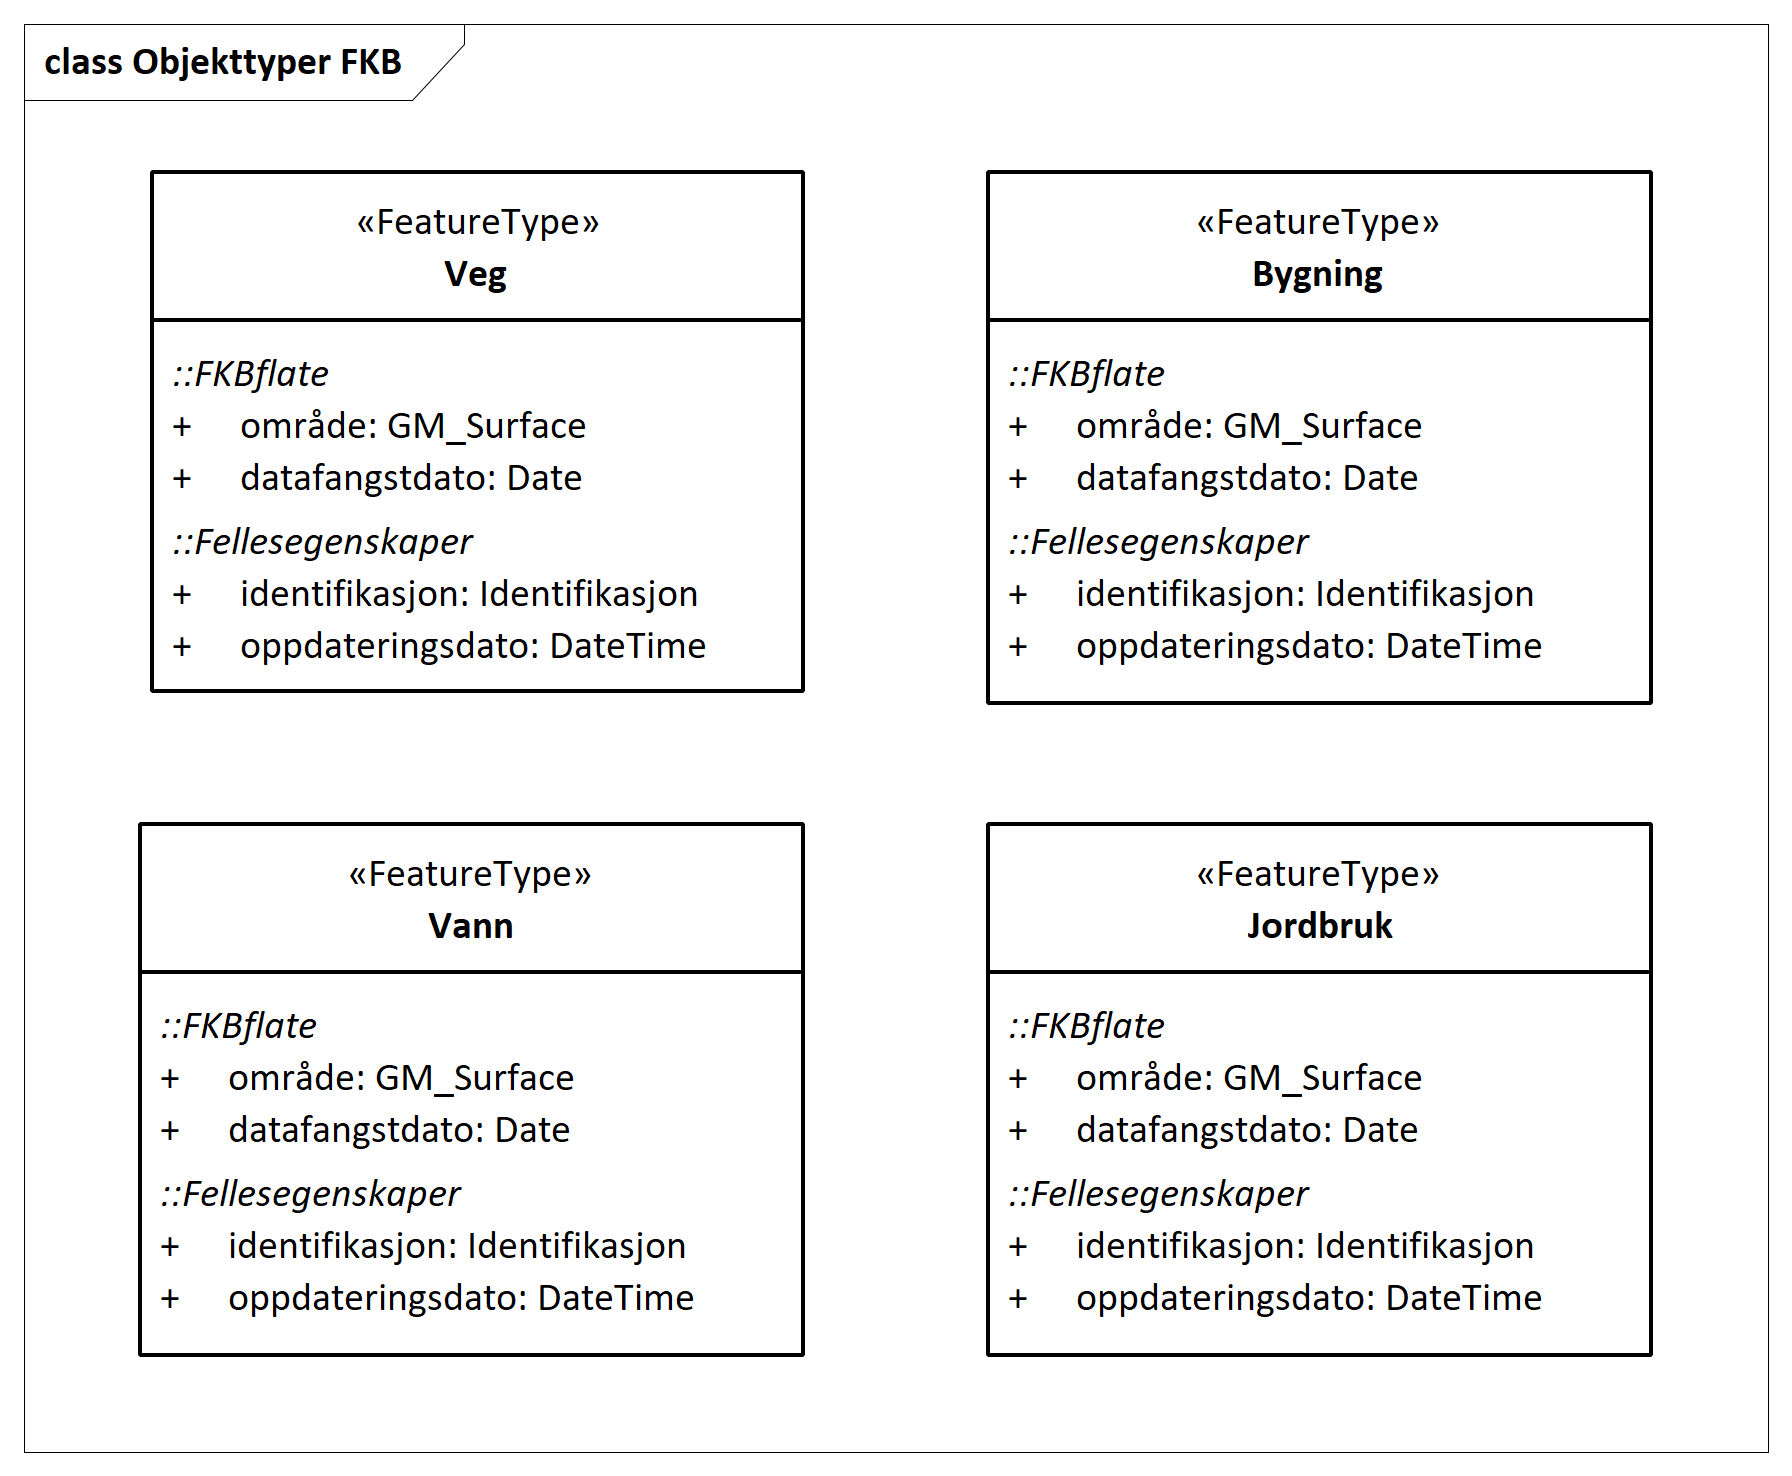 class Objekttyper FKB
«FeatureType»
Veg
::FKBflate
+ område: GM_Surface
+ datafangstdato: Date
::Fellesegenskaper
+ identifikasjon: Identifikasjon
+ oppdateringsdato: DateTime
«FeatureType»
Bygning
::FKBflate
+ område: GM_Surface
+ datafangstdato: Date
::Fellesegenskaper
+ identifikasjon: Identifikasjon
+ oppdateringsdato: DateTime
«FeatureType»
Vann
::FKBflate
+ område: GM_Surface
+ datafangstdato: Date
::Fellesegenskaper
+ identifikasjon: Identifikasjon
+ oppdateringsdato: DateTime
«FeatureType»
Jordbruk
::FKBflate
+ område: GM_Surface
+ datafangstdato: Date
::Fellesegenskaper
+ identifikasjon: Identifikasjon
+ oppdateringsdato: DateTime